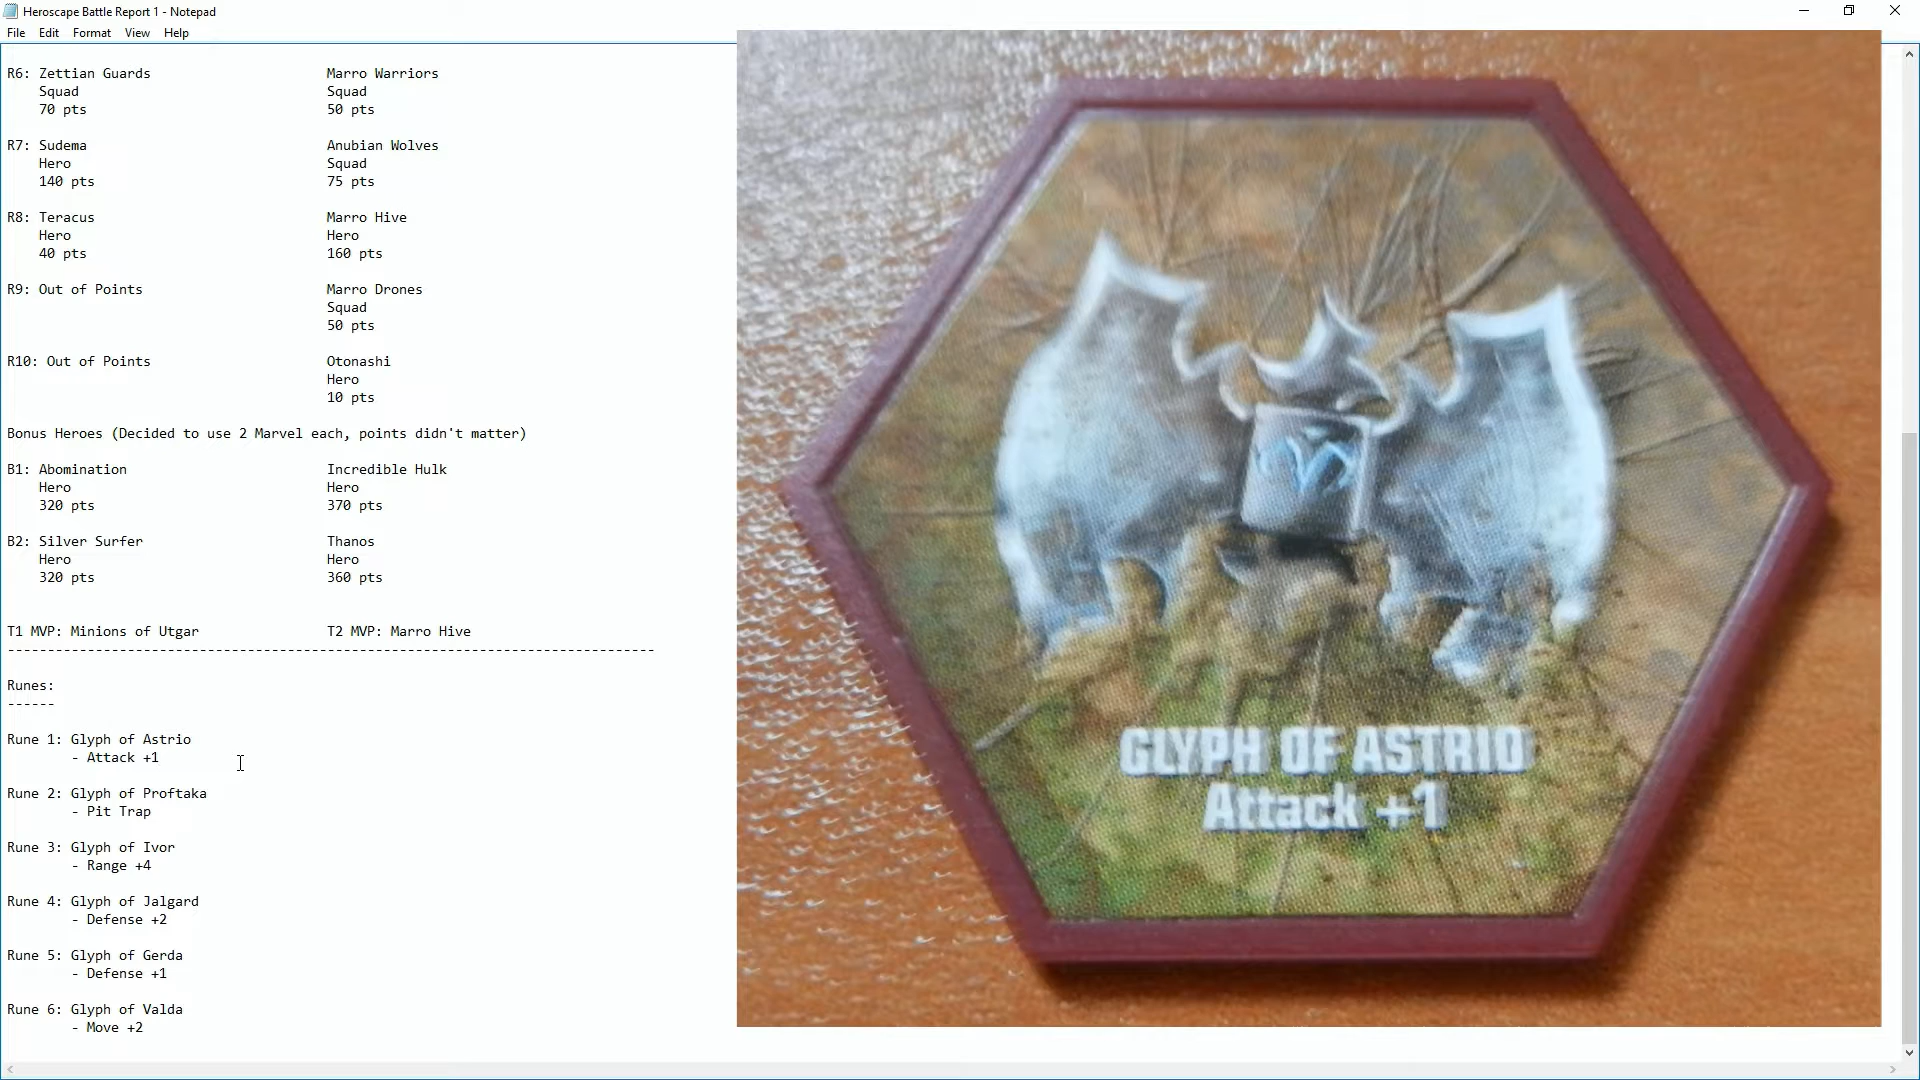 Heroscape Battle Report 1 - Notepad
File Edit Format View Help
R6: Zettian Guards Marro Warriors
Squad Squad
70 pts 50 pts
R7: Sudema Anubian Wolves
Hero Squad
140 pts 75 pts
R8: Teracus Marro Hive
Hero Hero
40 pts 160 pts
R9: Out of Points Marro Drones
Squad
50 pts
R10: Out of Points Otonashi
Hero
10 pts
Bonus Heroes (Decided to use 2 Marvel each, points didn't matter)
B1: Abomination Incredible Hulk
Hero Hero
320 pts 370 pts
B2: Silver Surfer Thanos
Hero Hero
320 pts 360 pts
T1 MVP: Minions of Utgar T2 MVP: Marro Hive
---------------------------------------------------------------------------------
Runes:
------
Rune 1: Glyph of Astrio
- Attack +1
Rune 2: Glyph of Proftaka
- Pit Trap
Rune 3: Glyph of Ivor
- Range +4
Rune 4: Glyph of Jalgard
- Defense +2
Rune 5: Glyph of Gerda
- Defense +1
Rune 6: Glyph of Valda
- Move +2
GLYPH OF ASTRID
Attack +1